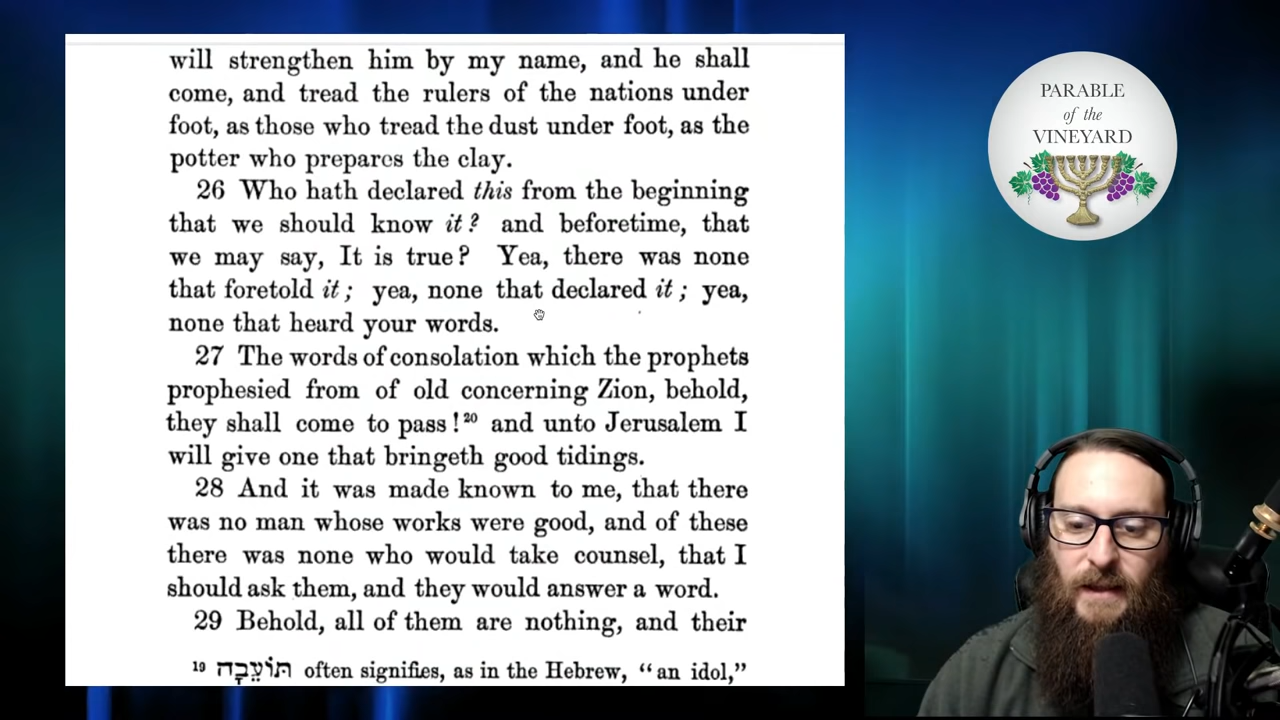 will strengthen him by my name, and he shall
come, and tread the rulers of the nations under
foot, as those who tread the dust under foot, as the
potter who prepares the clay.
26 Who hath declared this from the beginning
that we should know it? and beforetime, that
we may say, It is true? Yea, there was none
that foretold it; yea, none that declared it; yea,
none that heard your words.
27 The words of consolation which the prophets
prophesied from of old concerning Zion, behold,
they shall come to pass!²⁰ and unto Jerusalem I
will give one that bringeth good tidings.
28 And it was made known to me, that there
was no man whose works were good, and of these
there was none who would take counsel, that I
should ask them, and they would answer a word.
29 Behold, all of them are nothing, and their
¹⁹ תּוֹעֵבָה often signifies, as in the Hebrew, “an idol,”
PARABLE
of the
VINEYARD